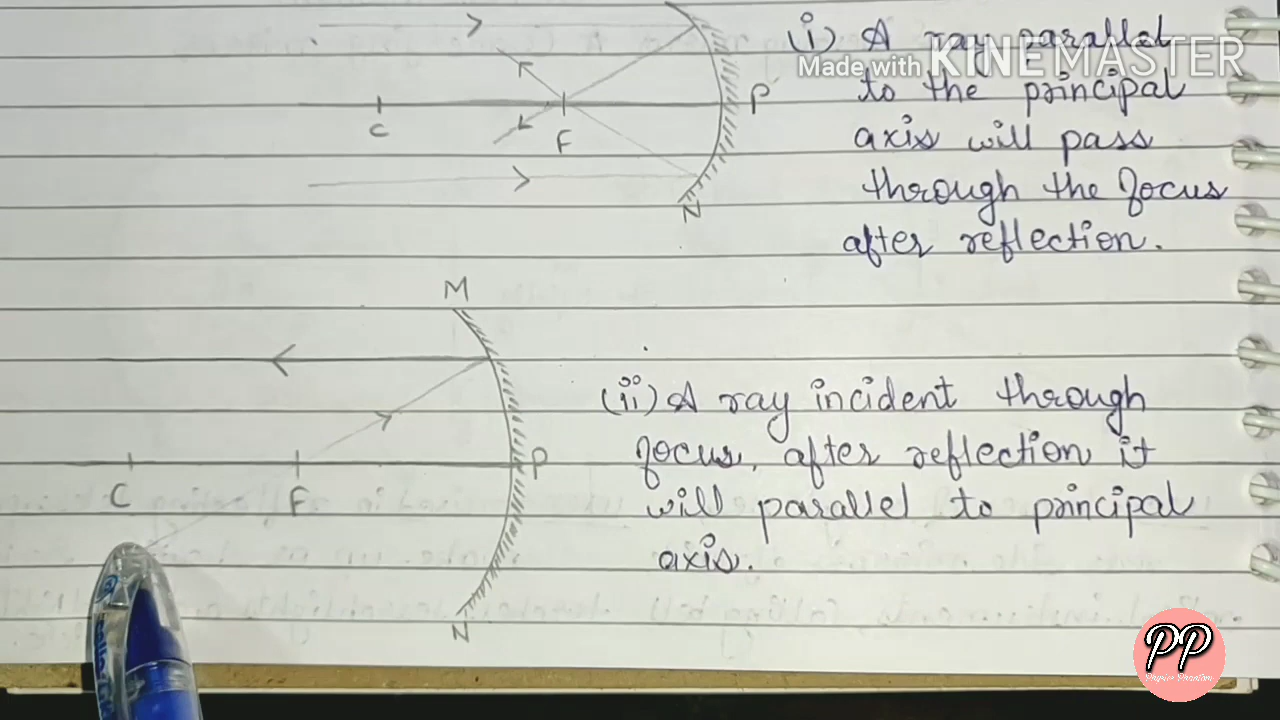 (i) A ray parallel
Made with KINEMASTER
to the principal
P
C
F
axis will pass
through the focus
N
after reflection.
M
(ii) A ray incident through
focus, after reflection it
P
C
F
will parallel to principal
axis.
N
PP